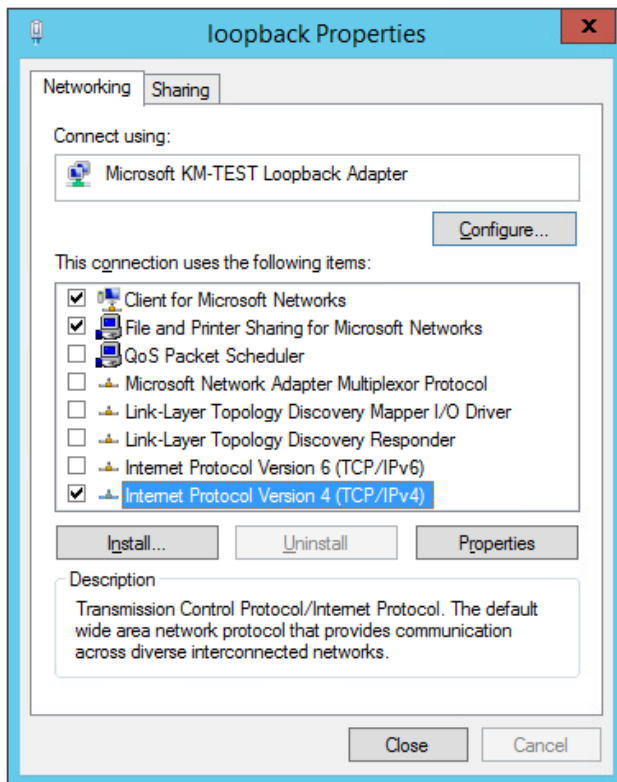 loopback Properties
x
Networking
Sharing
Connect using:
Microsoft KM-TEST Loopback Adapter
Configure...
This connection uses the following items:
Client for Microsoft Networks
File and Printer Sharing for Microsoft Networks
QoS Packet Scheduler
Microsoft Network Adapter Multiplexor Protocol
Link-Layer Topology Discovery Mapper I/O Driver
Link-Layer Topology Discovery Responder
Internet Protocol Version 6 (TCP/IPv6)
Internet Protocol Version 4 (TCP/IPv4)
Install...
Uninstall
Properties
Description
Transmission Control Protocol/Internet Protocol. The default
wide area network protocol that provides communication
across diverse interconnected networks.
Close
Cancel